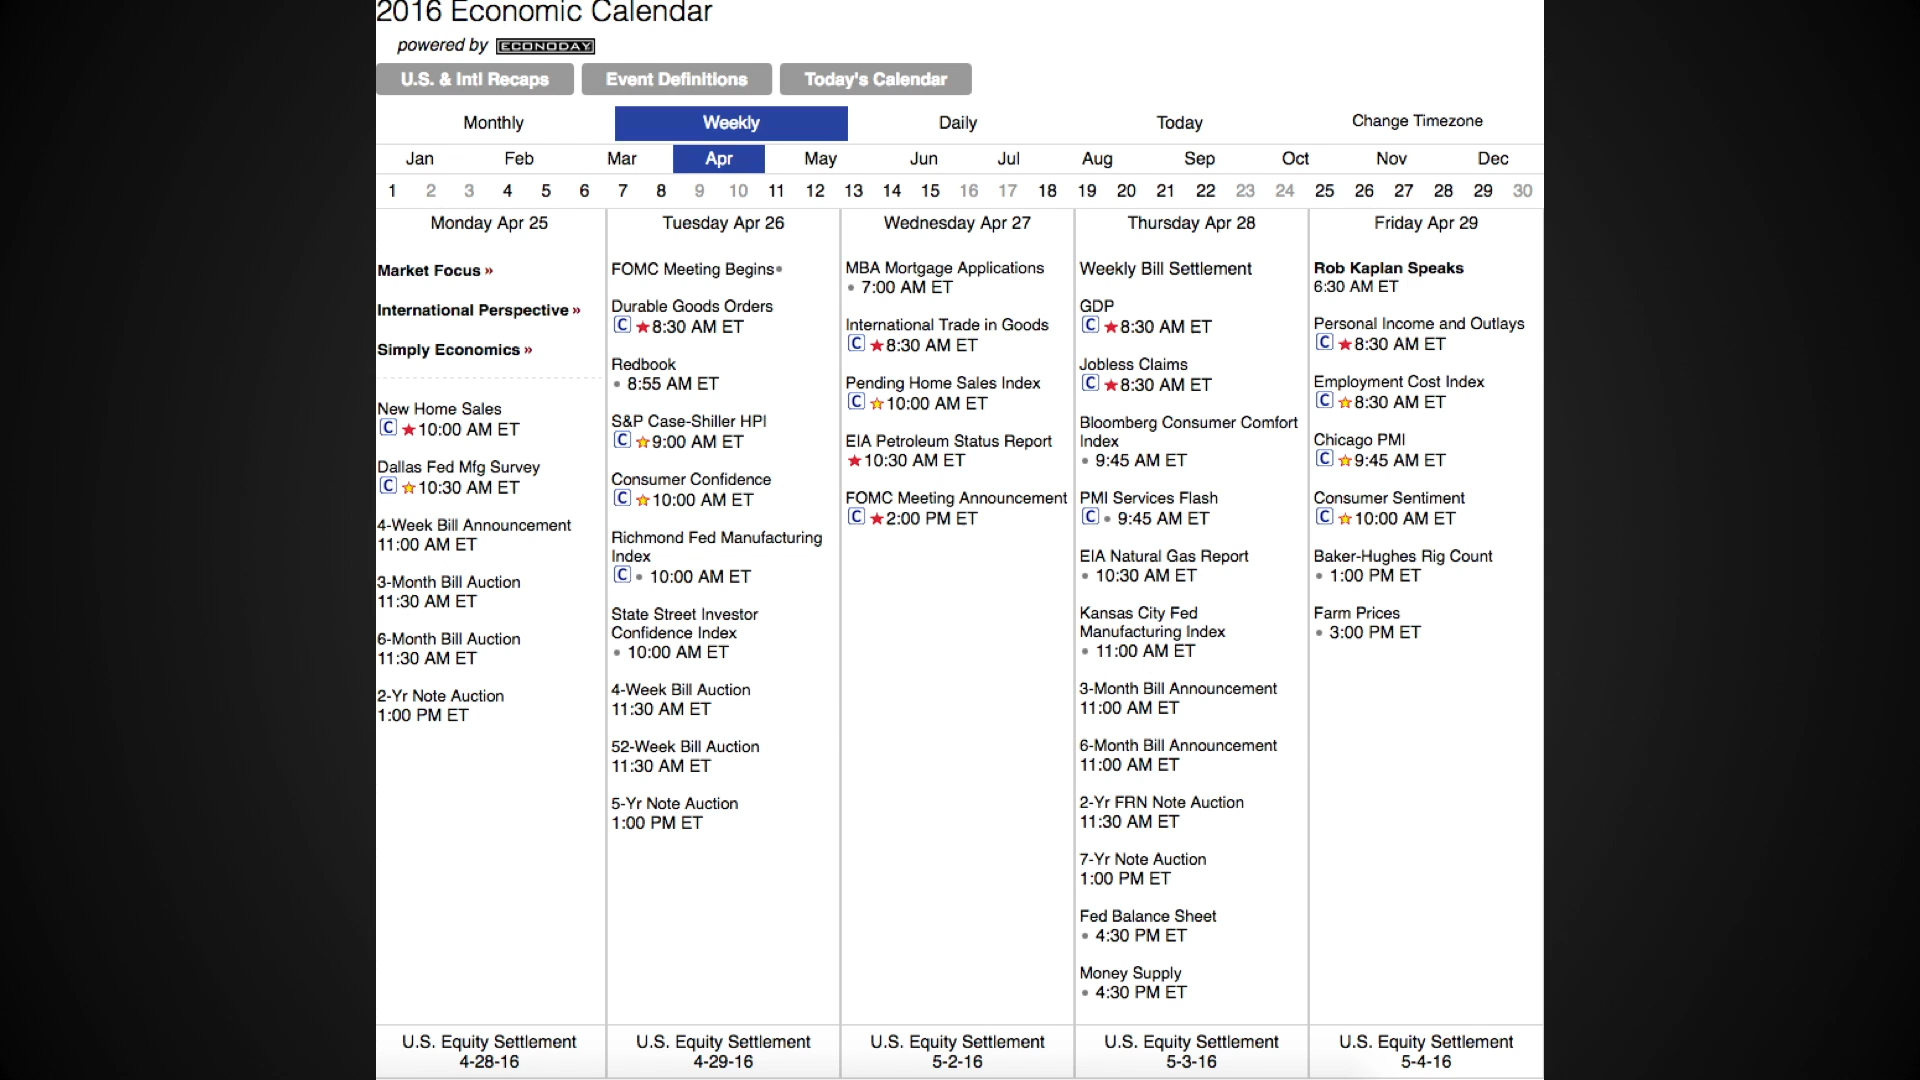 2016 Economic Calendar
powered by ECONODAY
U.S. & Intl Recaps Event Definitions Today's Calendar
Monthly Weekly Daily Today Change Timezone
Jan Feb Mar Apr May Jun Jul Aug Sep Oct Nov Dec
1 2 3 4 5 6 7 8 9 10 11 12 13 14 15 16 17 18 19 20 21 22 23 24 25 26 27 28 29 30
Monday Apr 25
Market Focus »
International Perspective »
Simply Economics »
New Home Sales
C ★ 10:00 AM ET
Dallas Fed Mfg Survey
C ☆ 10:30 AM ET
4-Week Bill Announcement
11:00 AM ET
3-Month Bill Auction
11:30 AM ET
6-Month Bill Auction
11:30 AM ET
2-Yr Note Auction
1:00 PM ET
U.S. Equity Settlement
4-28-16
Tuesday Apr 26
FOMC Meeting Begins •
Durable Goods Orders
C ★ 8:30 AM ET
Redbook
• 8:55 AM ET
S&P Case-Shiller HPI
C ☆ 9:00 AM ET
Consumer Confidence
C ☆ 10:00 AM ET
Richmond Fed Manufacturing
Index
C • 10:00 AM ET
State Street Investor
Confidence Index
• 10:00 AM ET
4-Week Bill Auction
11:30 AM ET
52-Week Bill Auction
11:30 AM ET
5-Yr Note Auction
1:00 PM ET
U.S. Equity Settlement
4-29-16
Wednesday Apr 27
MBA Mortgage Applications
• 7:00 AM ET
International Trade in Goods
C ★ 8:30 AM ET
Pending Home Sales Index
C ☆ 10:00 AM ET
EIA Petroleum Status Report
★ 10:30 AM ET
FOMC Meeting Announcement
C ★ 2:00 PM ET
U.S. Equity Settlement
5-2-16
Thursday Apr 28
Weekly Bill Settlement
GDP
C ★ 8:30 AM ET
Jobless Claims
C ★ 8:30 AM ET
Bloomberg Consumer Comfort
Index
• 9:45 AM ET
PMI Services Flash
C • 9:45 AM ET
EIA Natural Gas Report
• 10:30 AM ET
Kansas City Fed
Manufacturing Index
• 11:00 AM ET
3-Month Bill Announcement
11:00 AM ET
6-Month Bill Announcement
11:00 AM ET
2-Yr FRN Note Auction
11:30 AM ET
7-Yr Note Auction
1:00 PM ET
Fed Balance Sheet
• 4:30 PM ET
Money Supply
• 4:30 PM ET
U.S. Equity Settlement
5-3-16
Friday Apr 29
Rob Kaplan Speaks
6:30 AM ET
Personal Income and Outlays
C ★ 8:30 AM ET
Employment Cost Index
C ☆ 8:30 AM ET
Chicago PMI
C ☆ 9:45 AM ET
Consumer Sentiment
C ☆ 10:00 AM ET
Baker-Hughes Rig Count
• 1:00 PM ET
Farm Prices
• 3:00 PM ET
U.S. Equity Settlement
5-4-16